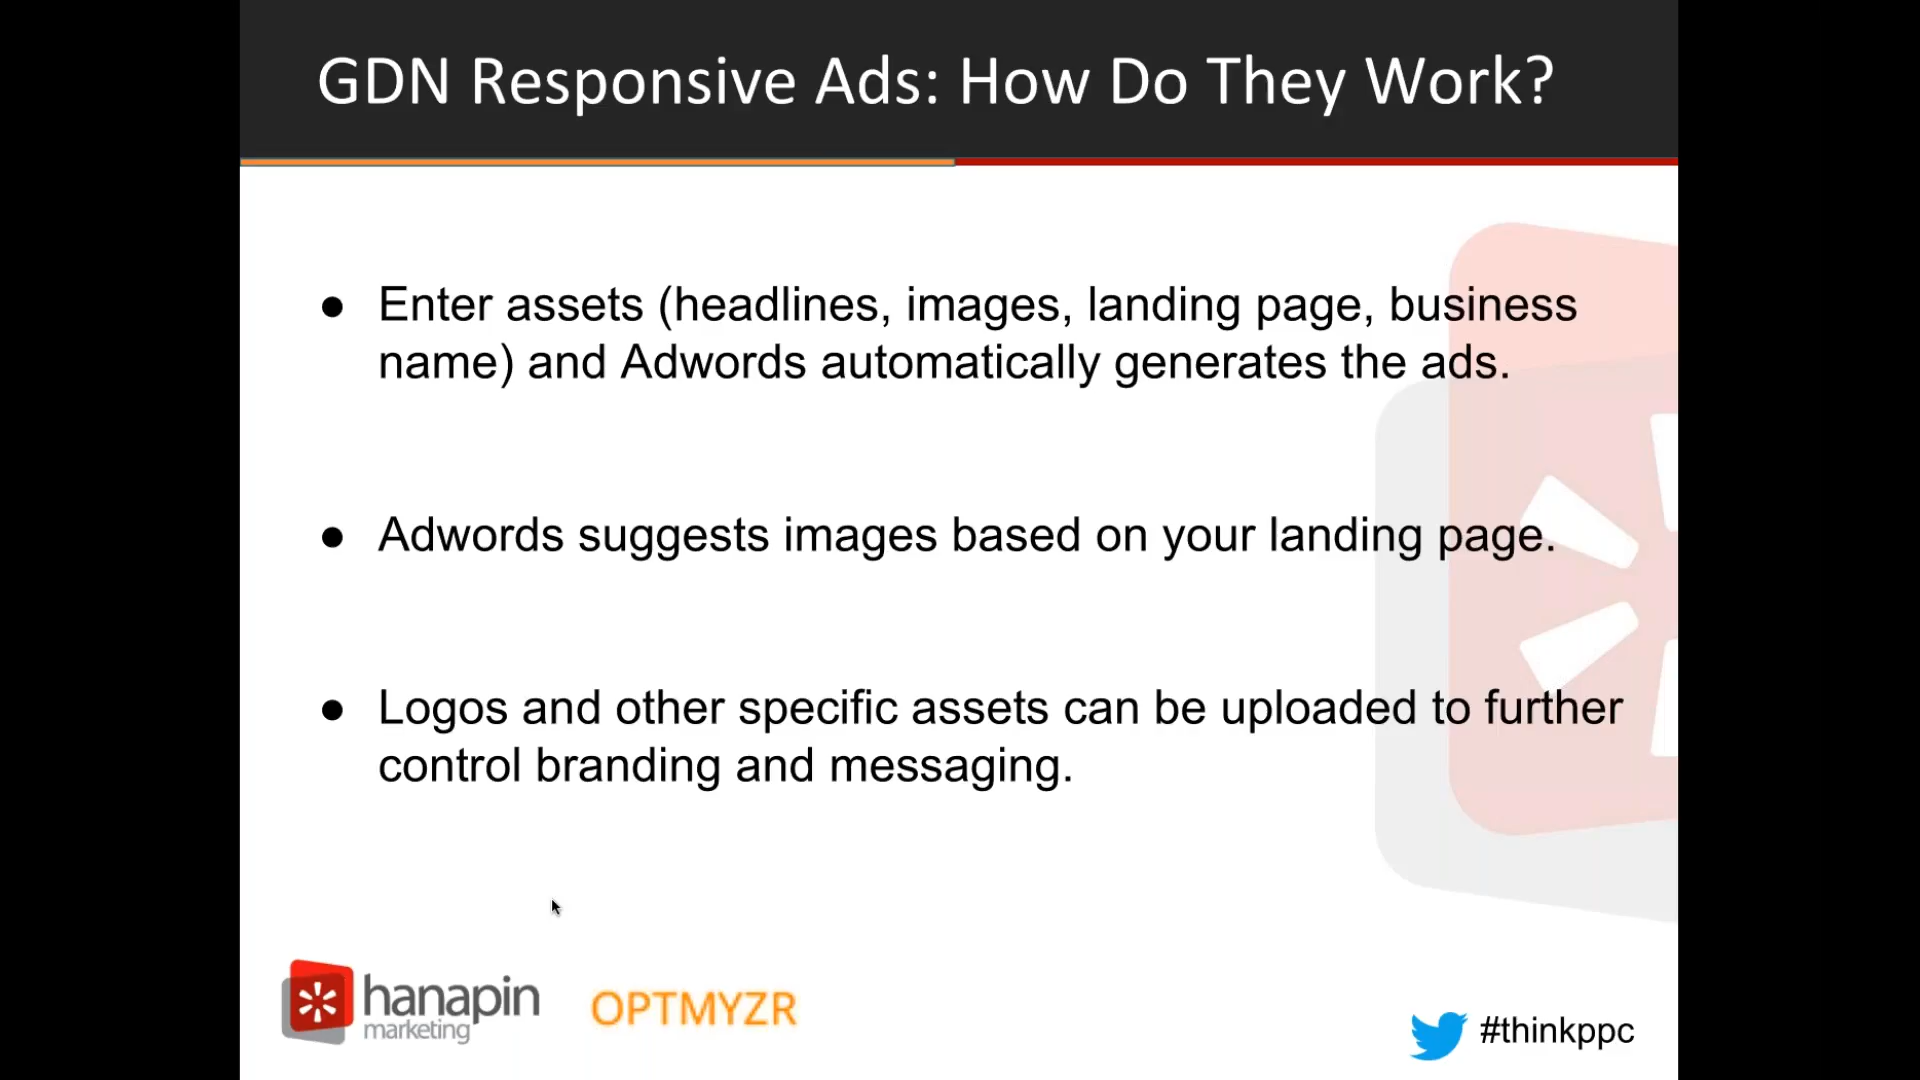 GDN Responsive Ads: How Do They Work?
● Enter assets (headlines, images, landing page, business
name) and Adwords automatically generates the ads.
● Adwords suggests images based on your landing page.
● Logos and other specific assets can be uploaded to further
control branding and messaging.
hanapin
marketing
OPTMYZR
#thinkppc